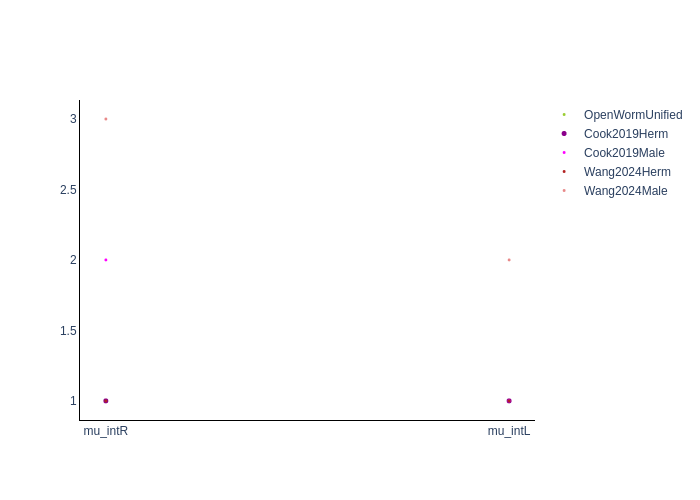 3
2.5
2
1.5
1
mu_intR
mu_intL
OpenWormUnified
Cook2019Herm
Cook2019Male
Wang2024Herm
Wang2024Male